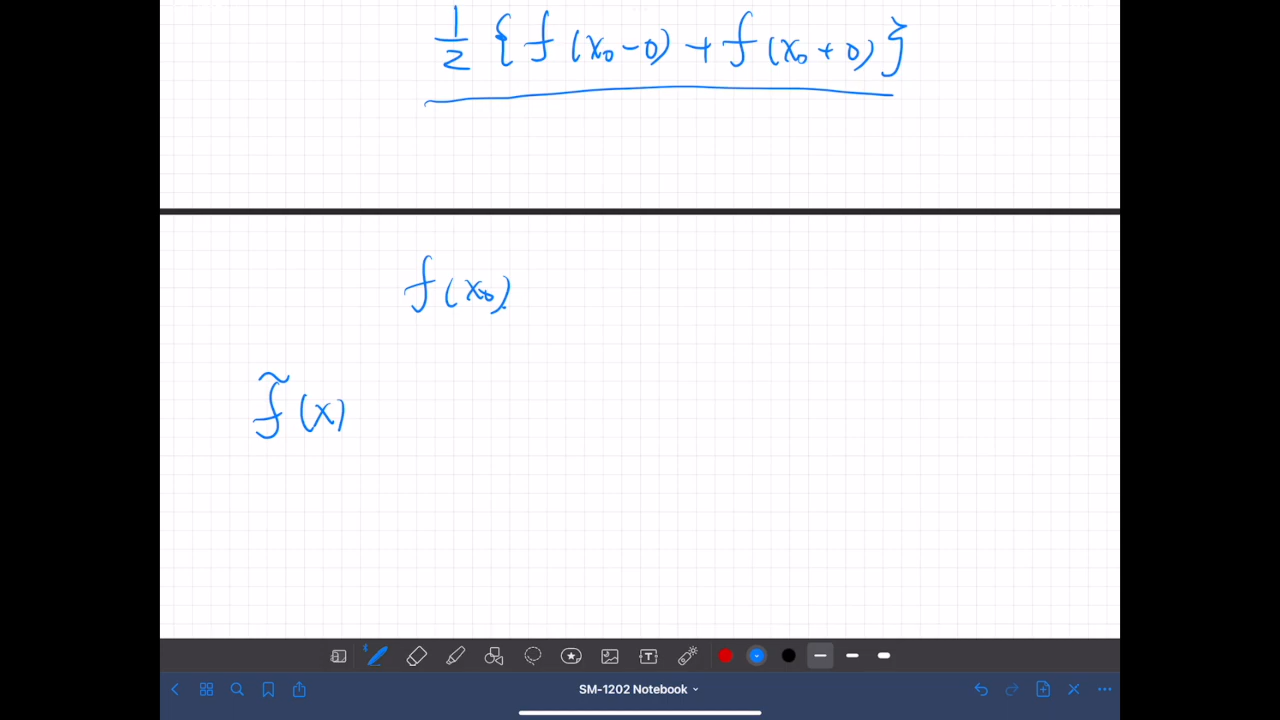 ½ {f(x₀-0) + f(x₀+0)}
f(x₀)
f̃(x)
SM-1202 Notebook